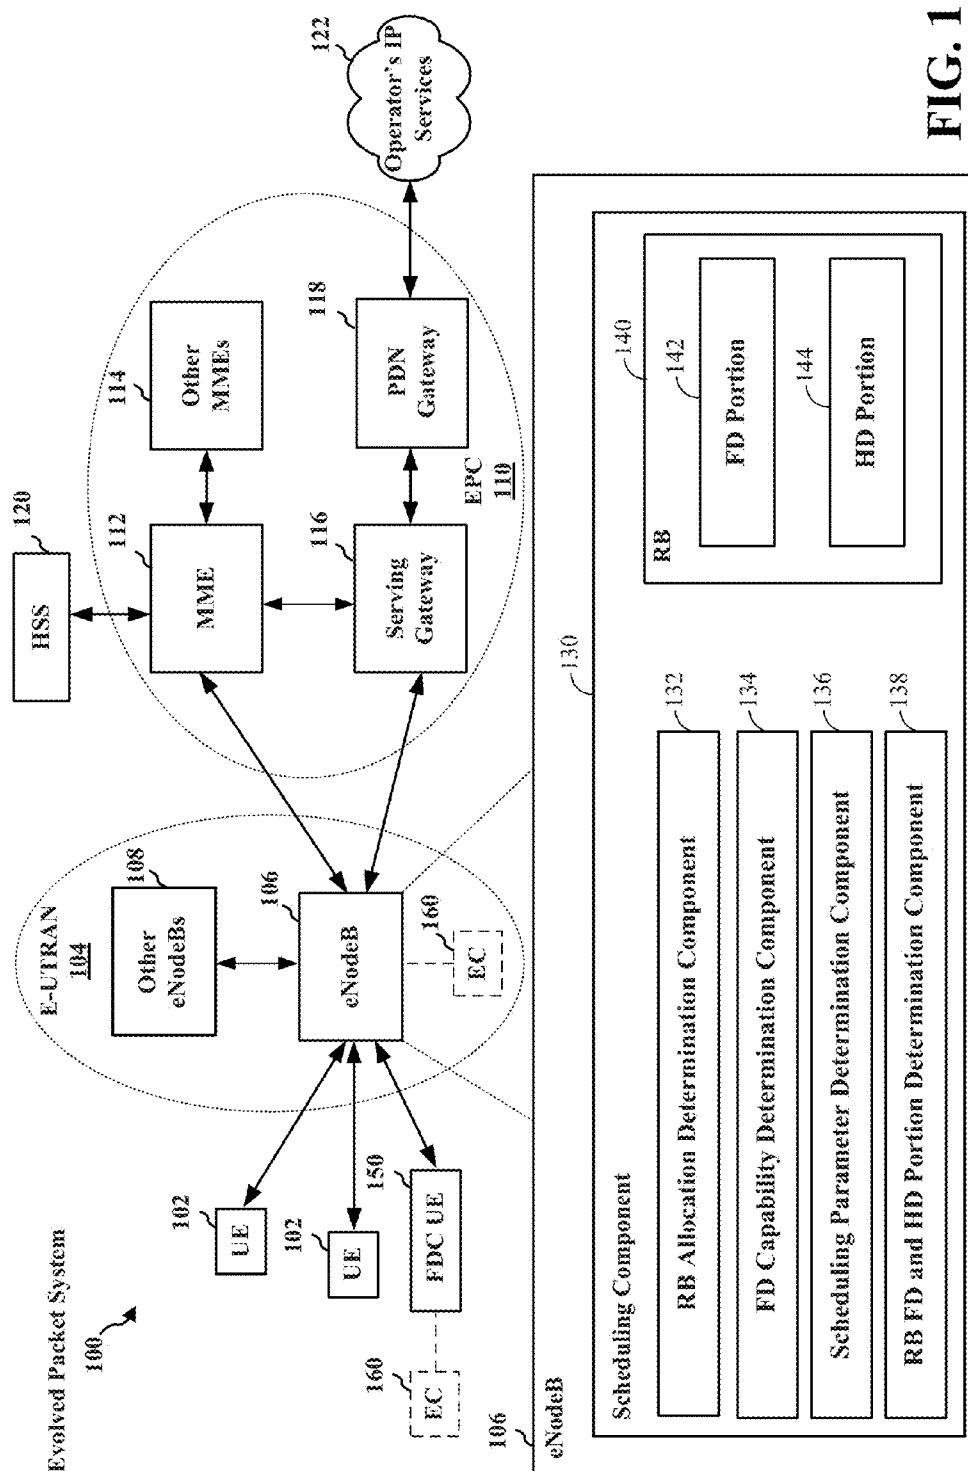 Evolved Packet System
100
UE
102
UE
102
FDC UE
150
EC
160
E-UTRAN
104
Other
eNodeBs
108
eNodeB
106
EC
160
HSS
120
MME
112
Other
MMEs
114
Serving
Gateway
116
PDN
Gateway
118
EPC
110
Operator's IP
Services
122
106
eNodeB
130
Scheduling Component
RB Allocation Determination Component
132
FD Capability Determination Component
134
Scheduling Parameter Determination Component
136
RB FD and HD Portion Determination Component
138
RB
140
FD Portion
142
HD Portion
144
FIG. 1